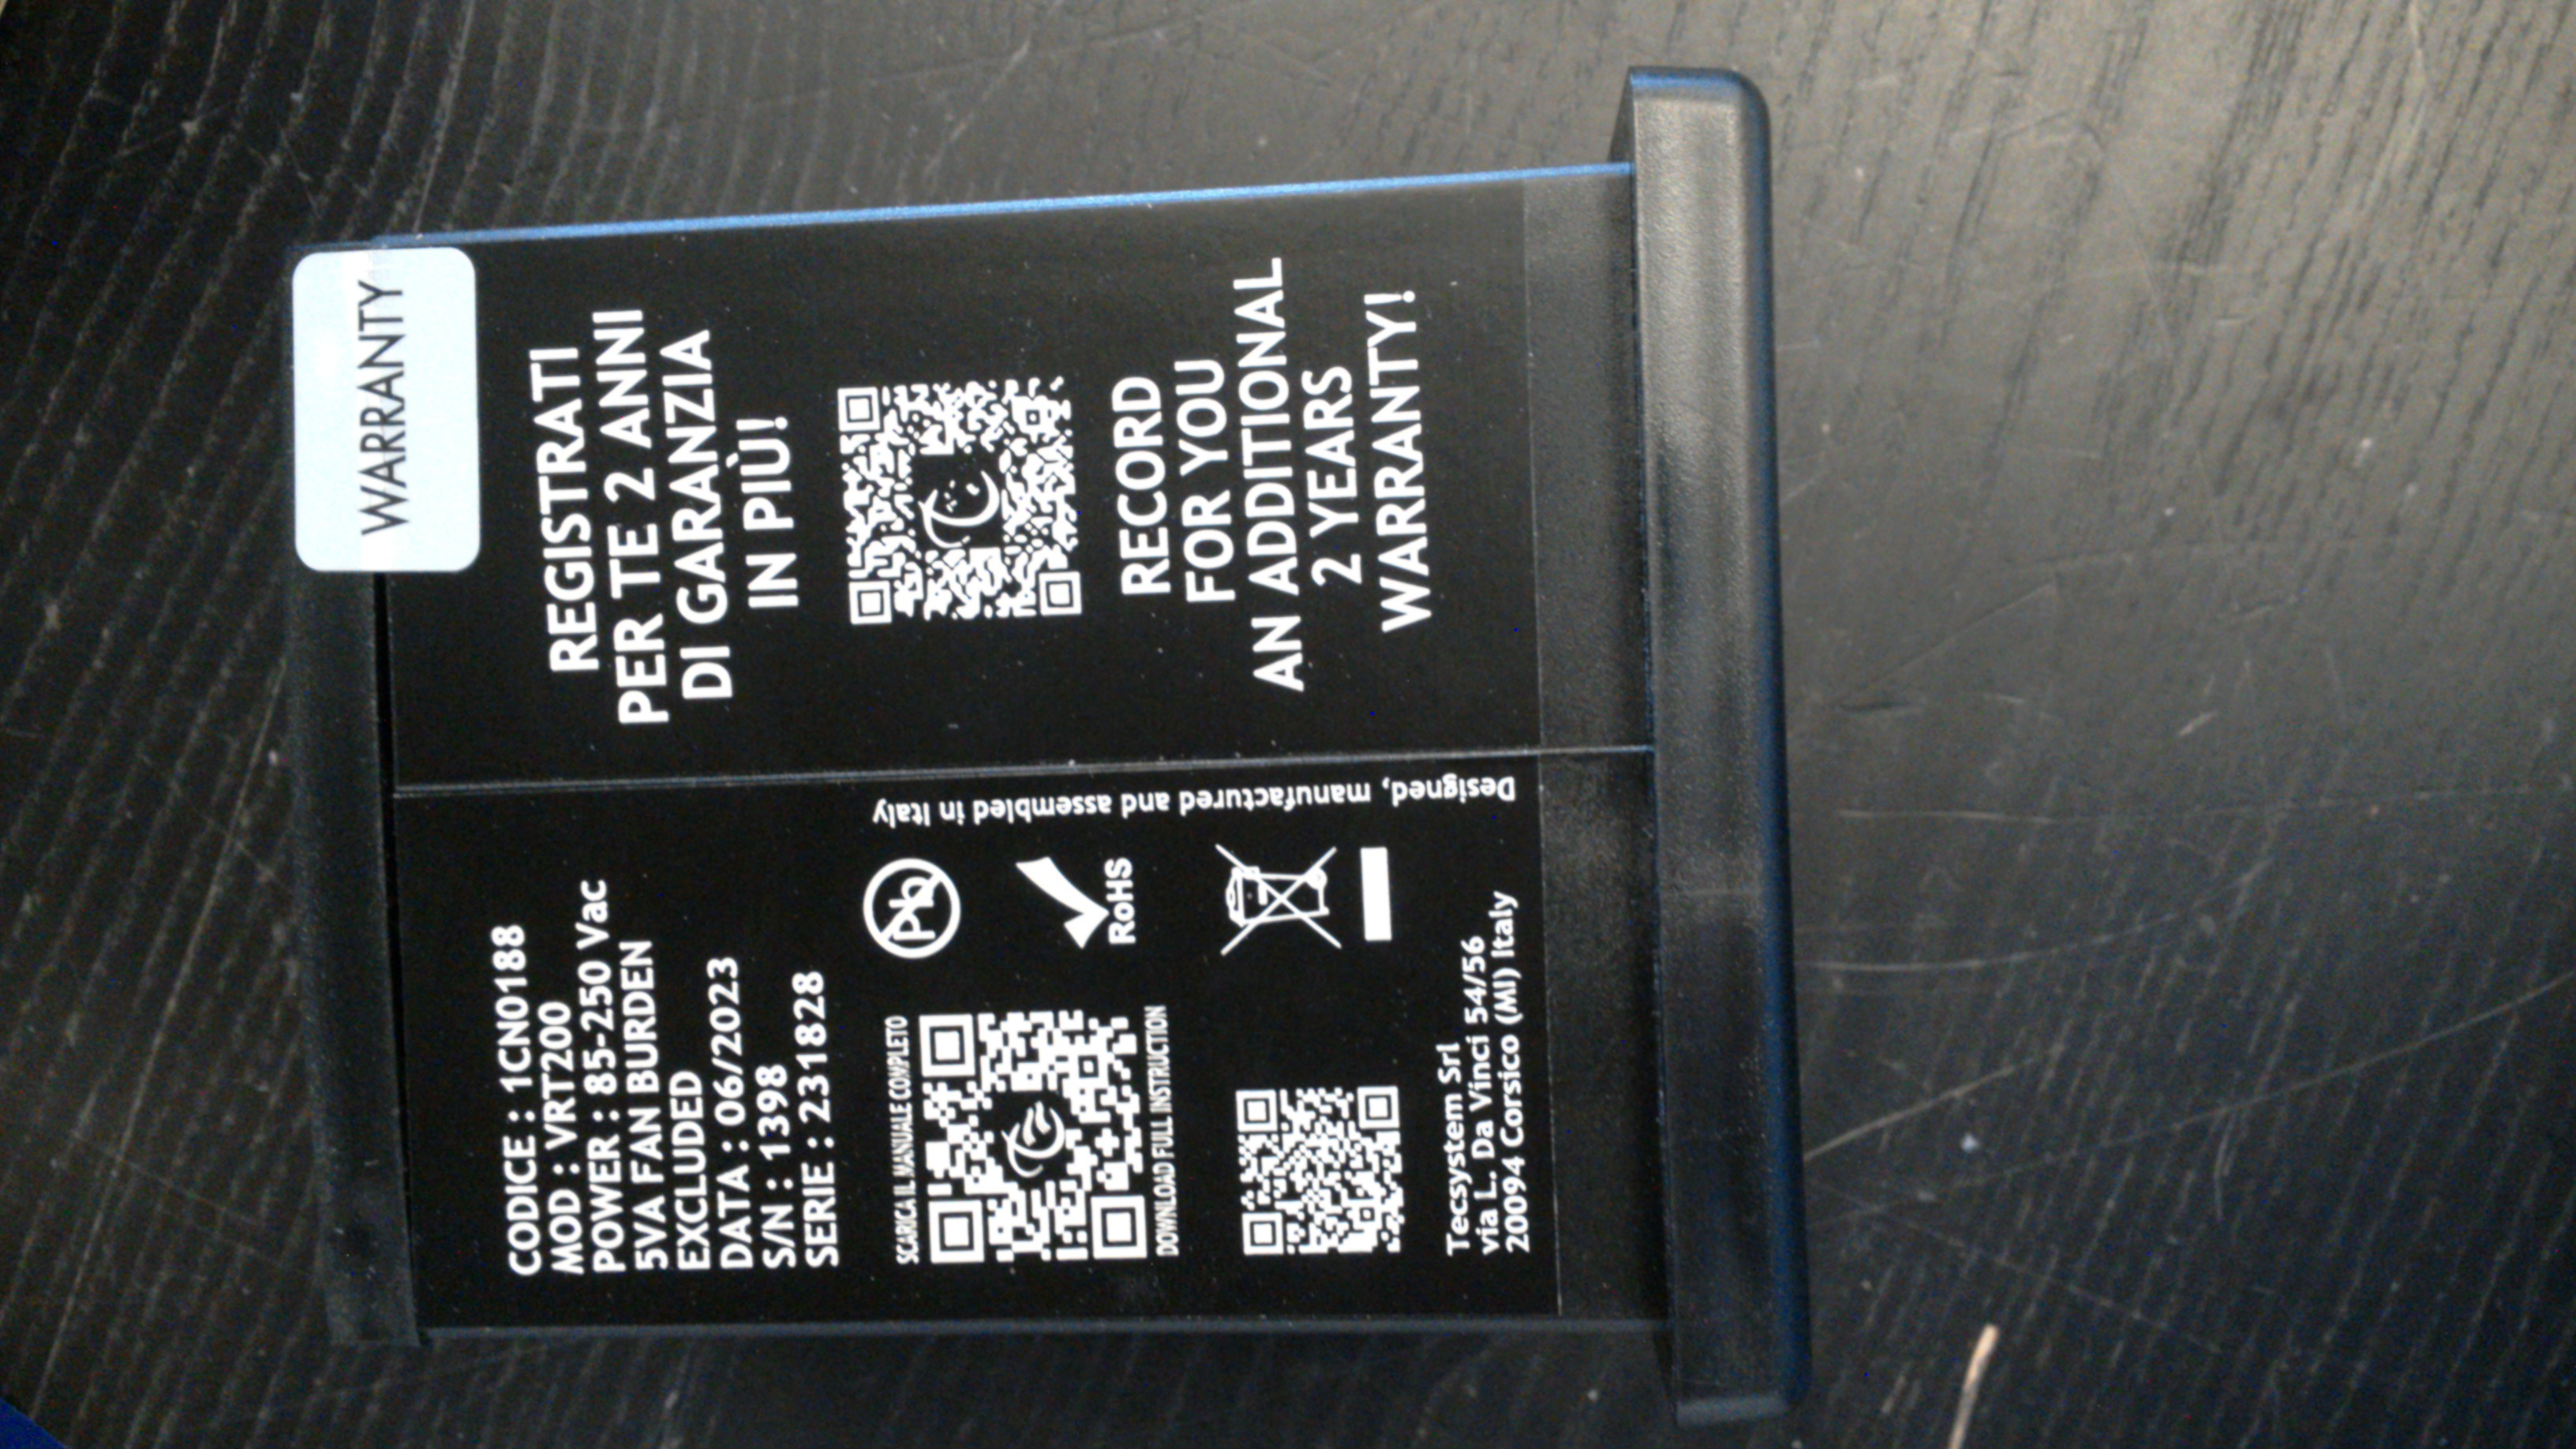 WARRANTY
REGISTRATI
PER TE 2 ANNI
DI GARANZIA
IN PIÙ!
RECORD
FOR YOU
AN ADDITIONAL
2 YEARS
WARRANTY!
CODICE : 1CN0188
MOD : VRT200
POWER : 85-250 Vac
5VA FAN BURDEN
EXCLUDED
DATA : 06/2023
S/N : 1398
SERIE : 231828
Pb
RoHS
SCARICA IL MANUALE COMPLETO
DOWNLOAD FULL INSTRUCTION
Tecsystem Srl
via L. Da Vinci 54/56
20094 Corsico (MI) Italy
Designed, manufactured and assembled in Italy